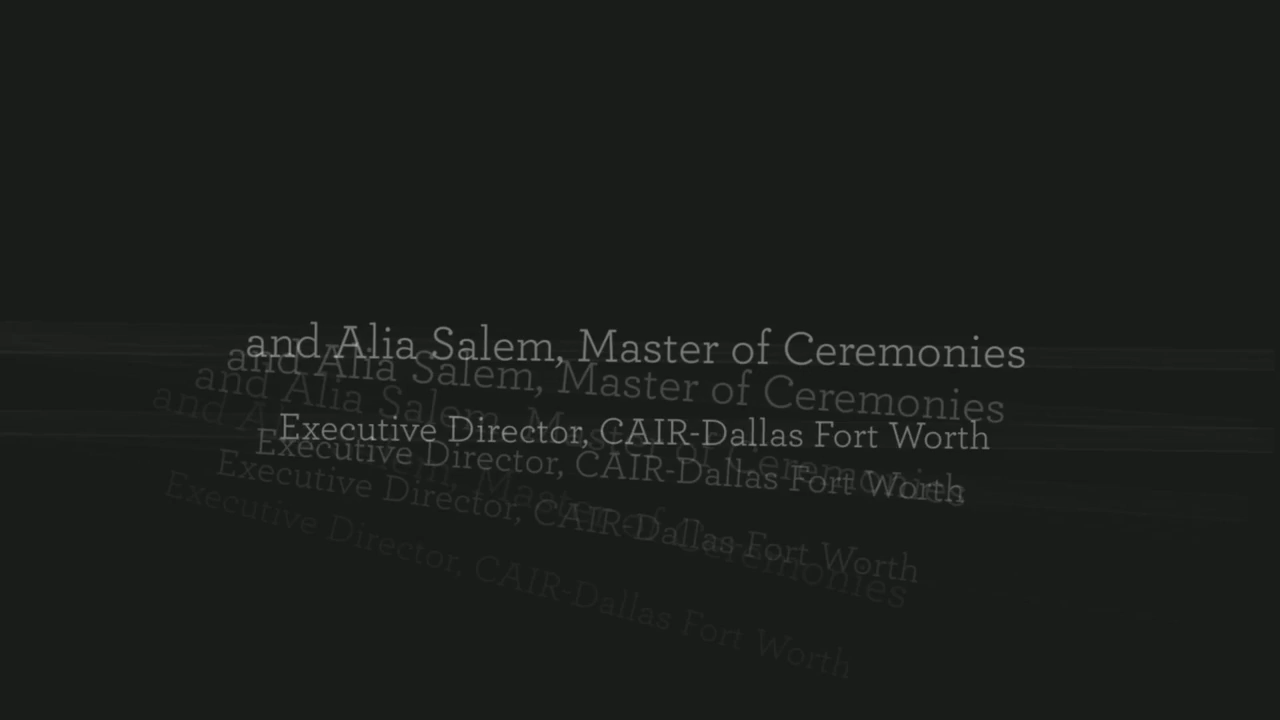 and Alia Salem, Master of Ceremonies
Executive Director, CAIR-Dallas Fort Worth